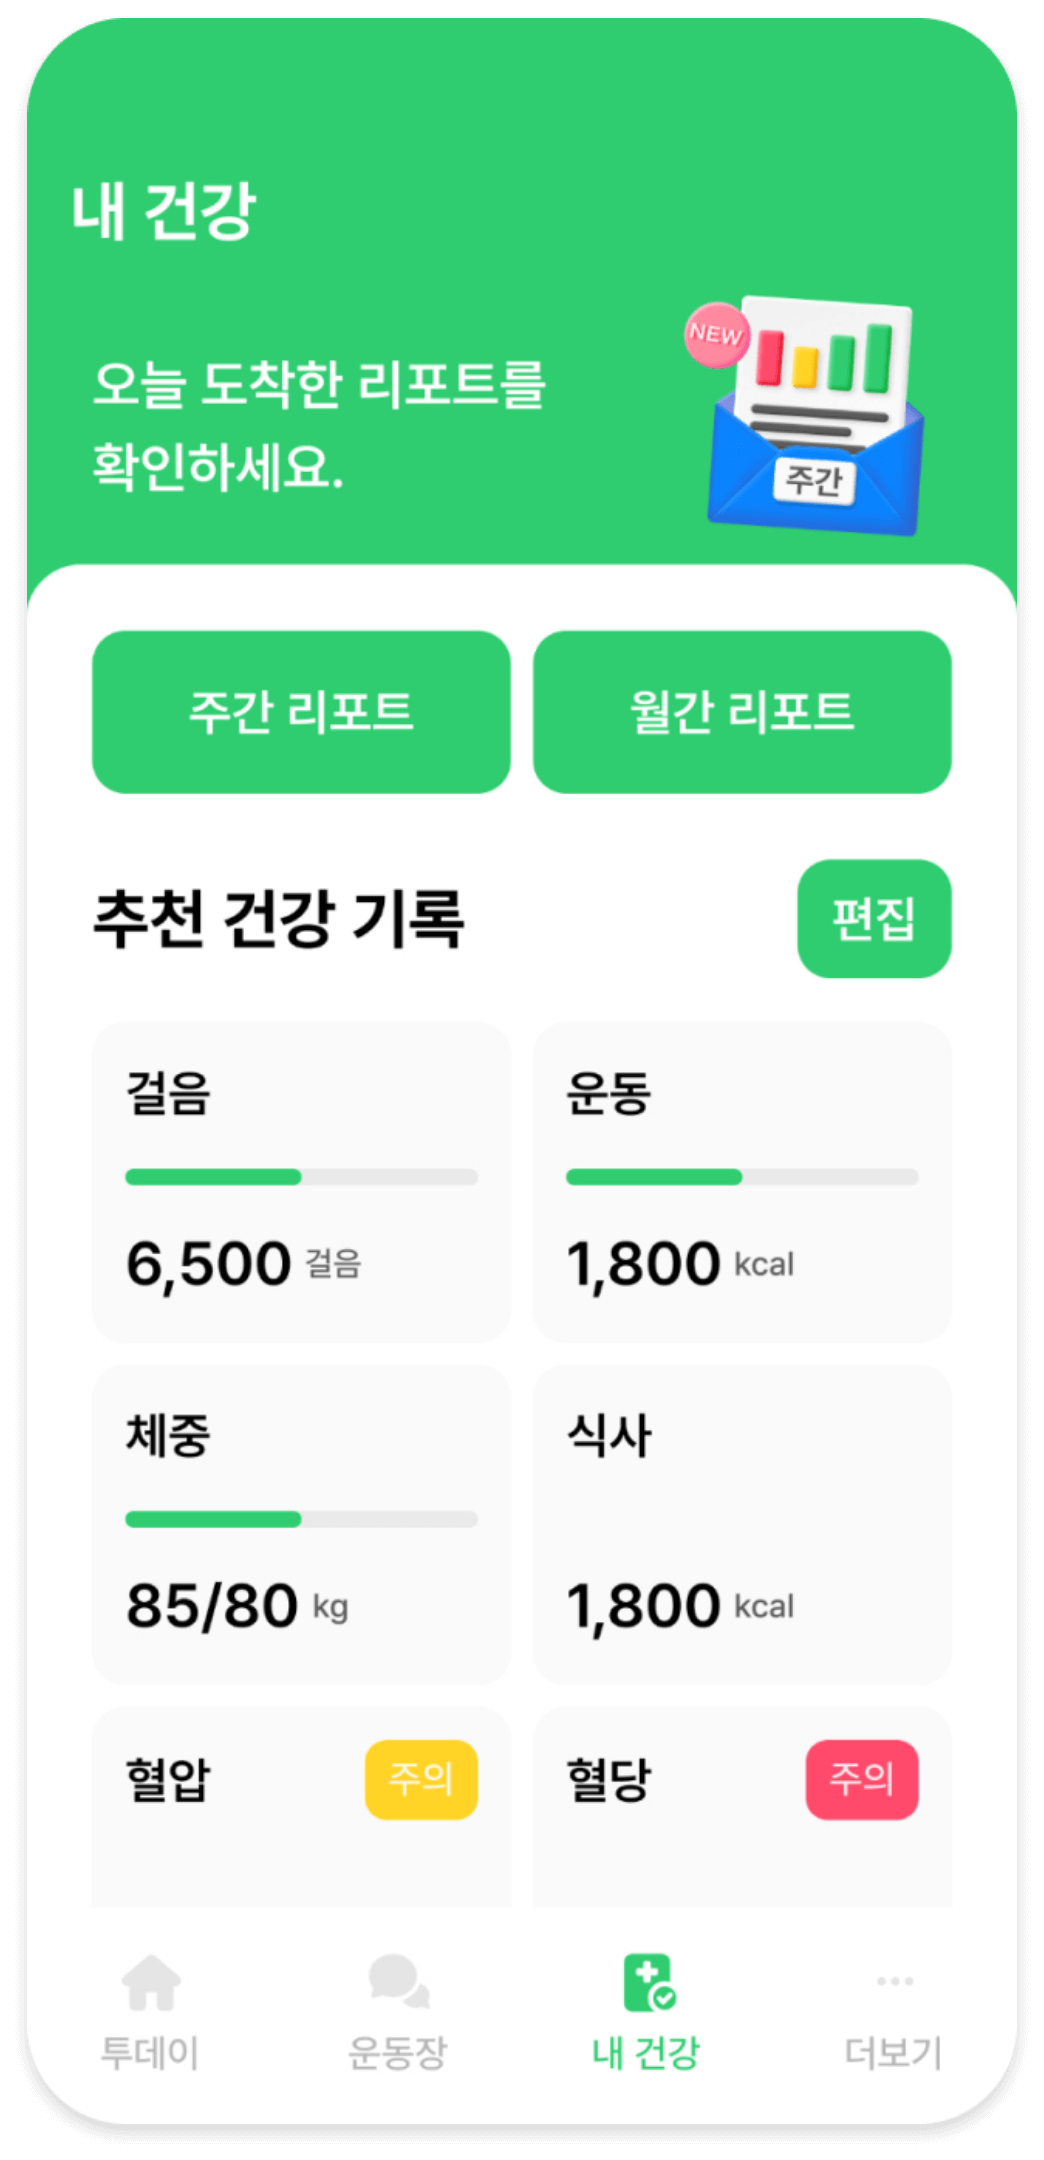 내 건강
오늘 도착한 리포트를
확인하세요.
NEW
주간
주간 리포트
월간 리포트
추천 건강 기록
편집
걸음
6,500 걸음
운동
1,800 kcal
체중
85/80 kg
식사
1,800 kcal
혈압
주의
혈당
주의
투데이
운동장
내 건강
더보기